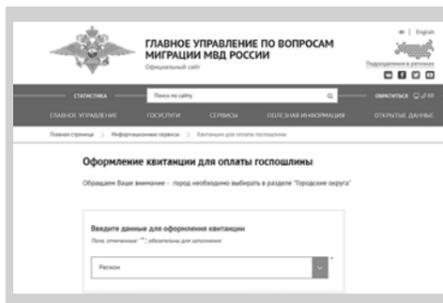 English
ГЛАВНОЕ УПРАВЛЕНИЕ ПО ВОПРОСАМ
МИГРАЦИИ МВД РОССИИ
Официальный сайт
Подразделения в регионах
СТАТИСТИКА
Поиск по сайту
ОБРАТИТЬСЯ
ГЛАВНОЕ УПРАВЛЕНИЕ ГОСУСЛУГИ СЕРВИСЫ ПОЛЕЗНАЯ ИНФОРМАЦИЯ ОТКРЫТЫЕ ДАННЫЕ
Главная страница > Информационные сервисы > Квитанции для оплаты госпошлины
Оформление квитанции для оплаты госпошлины
Обращаем Ваше внимание - город необходимо выбирать в разделе "Городские округа"
Введите данные для оформления квитанции
Поля, отмеченные "*", обязательны для заполнения
Регион *